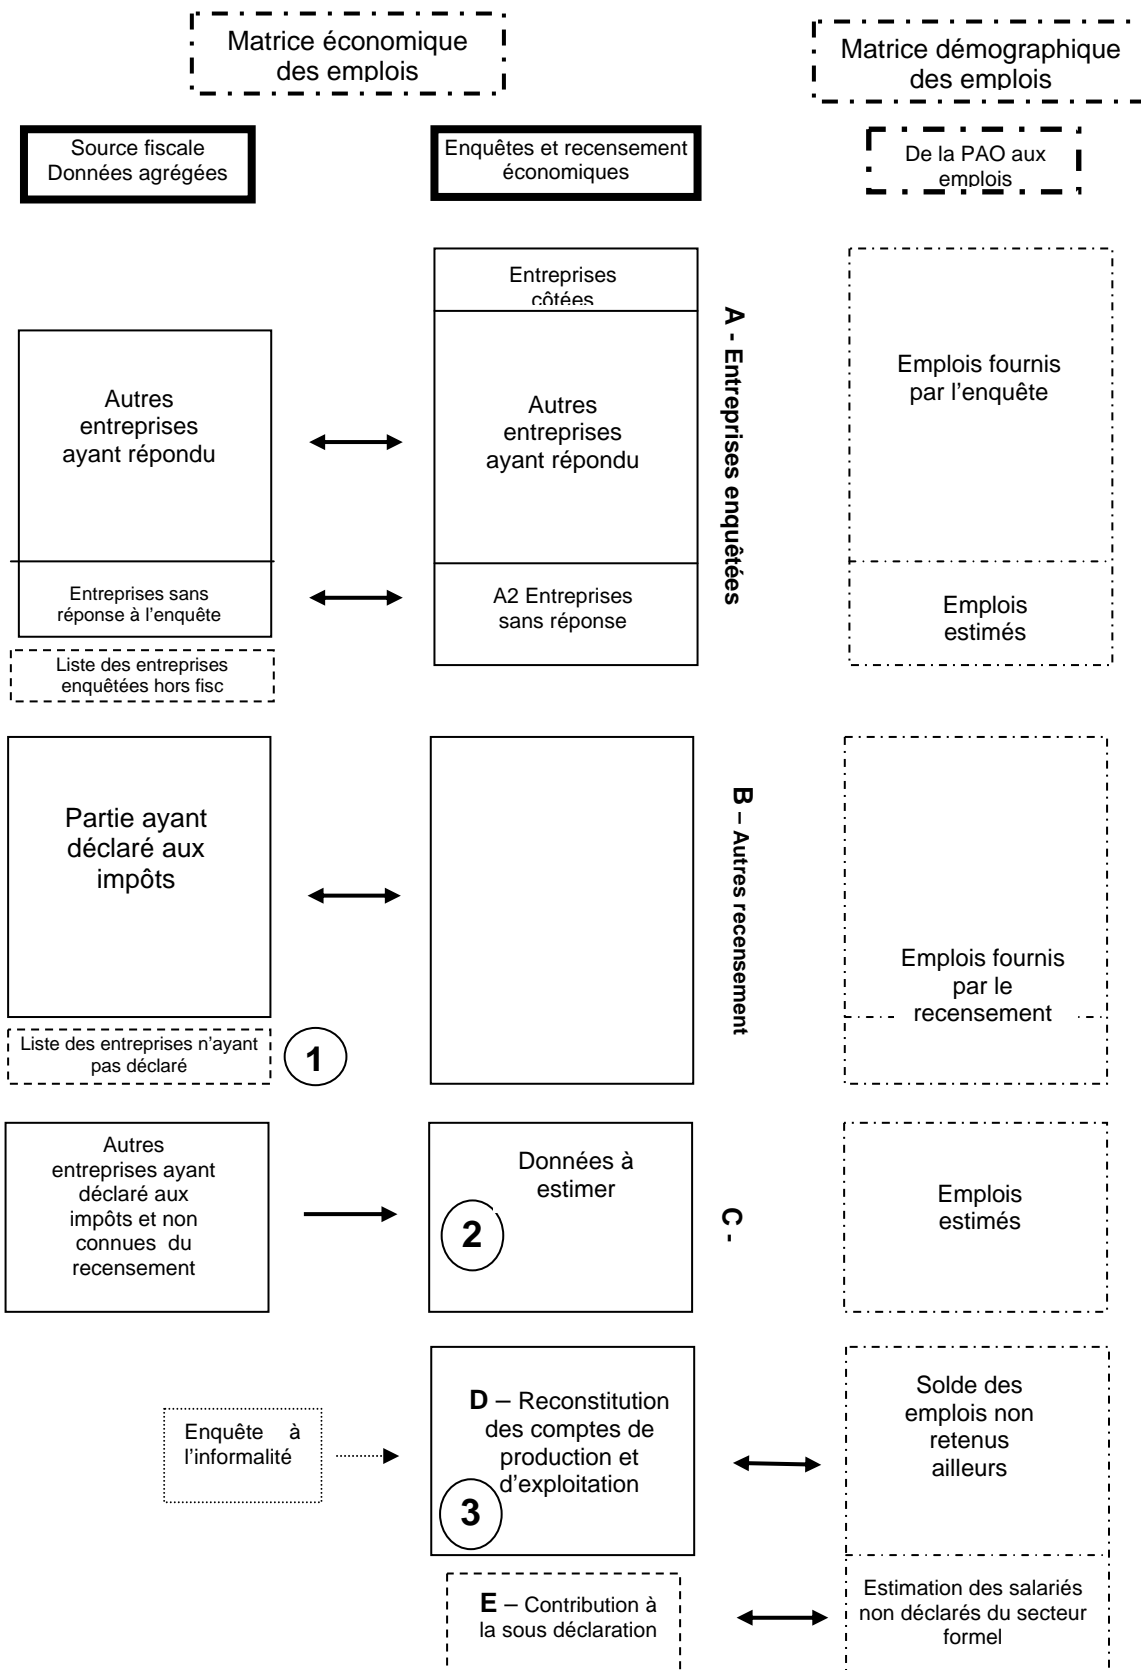 Matrice économique
des emplois
Matrice démographique
des emplois
Source fiscale
Données agrégées
Enquêtes et recensement
économiques
De la PAO aux
emplois
Entreprises
côtées
Autres
entreprises
ayant répondu
Autres
entreprises
ayant répondu
A - Entreprises enquêtées
Emplois fournis
par l’enquête
Entreprises sans
réponse à l’enquête
A2 Entreprises
sans réponse
Emplois
estimés
Liste des entreprises
enquêtées hors fisc
Partie ayant
déclaré aux
impôts
B – Autres recensement
Emplois fournis
par le
recensement
Liste des entreprises n’ayant
pas déclaré
1
Autres
entreprises ayant
déclaré aux
impôts et non
connues du
recensement
Données à
estimer
2
C -
Emplois
estimés
Enquête à
l’informalité
D – Reconstitution
des comptes de
production et
d’exploitation
3
Solde des
emplois non
retenus
ailleurs
E – Contribution à
la sous déclaration
Estimation des salariés
non déclarés du secteur
formel